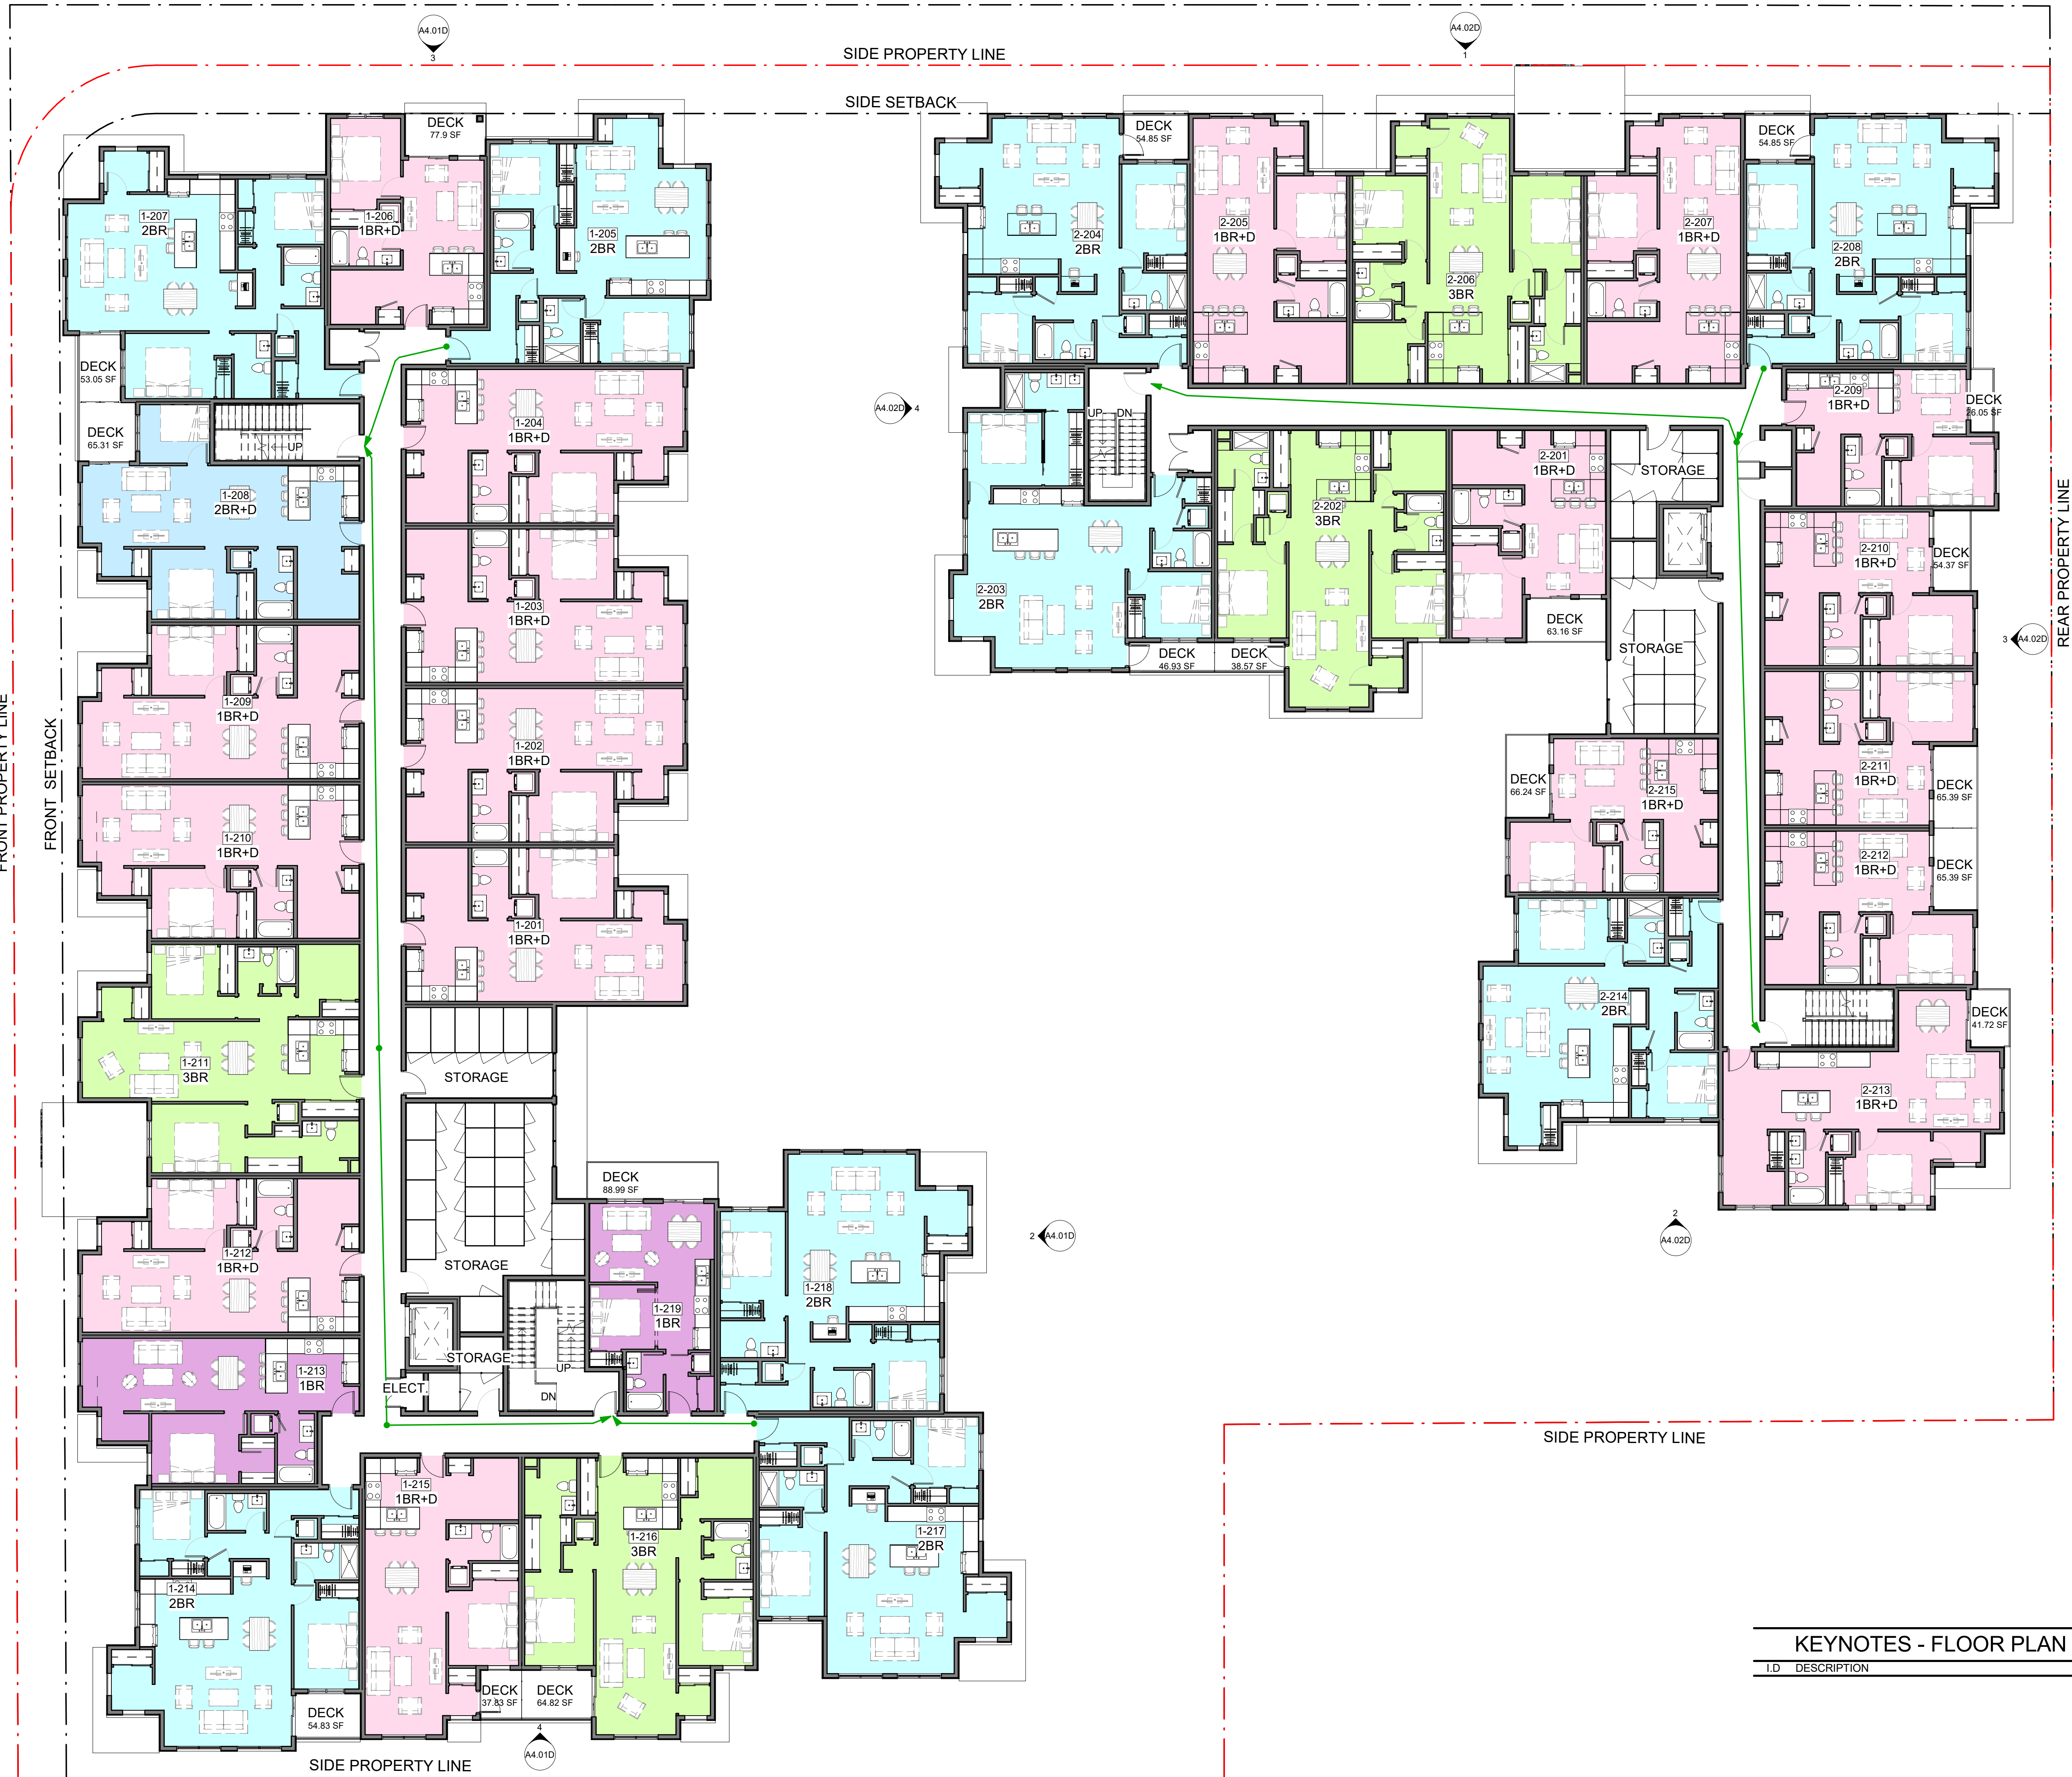 A4.01D
3
A4.02D
1
SIDE PROPERTY LINE
SIDE SETBACK
DECK
77.9 SF
DECK
54.85 SF
DECK
54.85 SF
1-207
2BR
1-206
1BR+D
1-205
2BR
2-204
2BR
2-205
1BR+D
2-206
3BR
2-207
1BR+D
2-208
2BR
DECK
53.05 SF
DECK
65.31 SF
UP
1-204
1BR+D
A4.02D
4
UP
DN
2-209
1BR+D
DECK
26.05 SF
1-208
2BR+D
2-202
3BR
2-201
1BR+D
STORAGE
REAR PROPERTY LINE
2-210
1BR+D
DECK
54.37 SF
1-203
1BR+D
2-203
2BR
DECK
46.93 SF
DECK
38.57 SF
DECK
63.16 SF
STORAGE
3
A4.02D
FRONT PROPERTY LINE
FRONT SETBACK
1-209
1BR+D
1-202
1BR+D
DECK
66.24 SF
2-215
1BR+D
2-211
1BR+D
DECK
65.39 SF
1-210
1BR+D
2-212
1BR+D
DECK
65.39 SF
1-201
1BR+D
2-214
2BR
DECK
41.72 SF
1-211
3BR
STORAGE
2-213
1BR+D
DECK
88.99 SF
1-212
1BR+D
STORAGE
2
A4.01D
2
A4.02D
1-218
2BR
1-219
1BR
STORAGE
UP
DN
1-213
1BR
ELECT.
SIDE PROPERTY LINE
1-215
1BR+D
1-216
3BR
1-217
2BR
1-214
2BR
DECK
37.83 SF
DECK
64.82 SF
DECK
54.83 SF
4
A4.01D
SIDE PROPERTY LINE
KEYNOTES - FLOOR PLAN
I.D DESCRIPTION